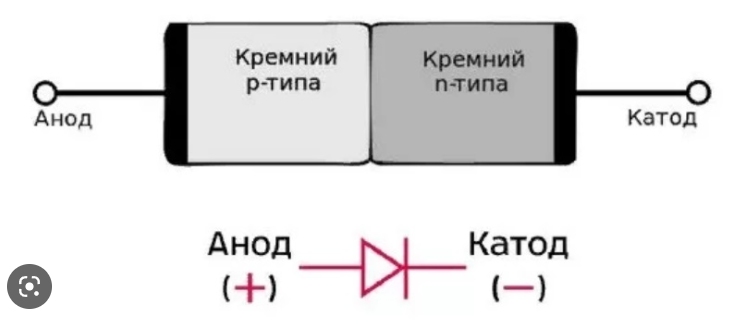 Кремний
p-типа
Кремний
n-типа
Анод
Катод
Анод
(+)
Катод
(−)